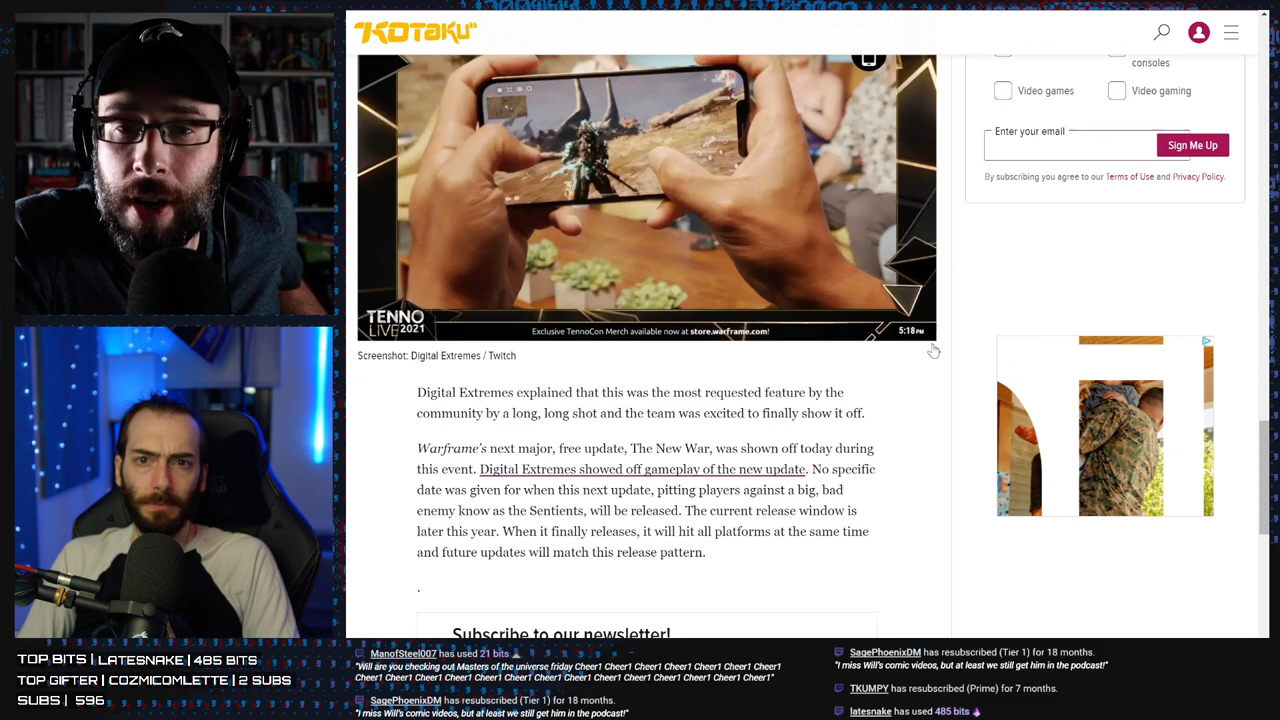 KOTAKU
consoles
Video games
Video gaming
Enter your email
Sign Me Up
By subscribing you agree to our Terms of Use and Privacy Policy.
TENNO
LIVE 2021
Exclusive TennoCon Merch available now at store.warframe.com!
5:18 PM
Screenshot: Digital Extremes / Twitch
Digital Extremes explained that this was the most requested feature by the
community by a long, long shot and the team was excited to finally show it off.
Warframe's next major, free update, The New War, was shown off today during
this event. Digital Extremes showed off gameplay of the new update. No specific
date was given for when this next update, pitting players against a big, bad
enemy know as the Sentients, will be released. The current release window is
later this year. When it finally releases, it will hit all platforms at the same time
and future updates will match this release pattern.
.
Subscribe to our newsletter!
TOP BITS | LATESNAKE | 485 BITS
TOP GIFTER | COZMICOMLETTE | 2 SUBS
SUBS | 596
ManofSteel007 has used 21 bits
"Will are you checking out Masters of the universe friday Cheer1 Cheer1 Cheer1 Cheer1 Cheer1 Cheer1
Cheer1 Cheer1 Cheer1 Cheer1 Cheer1 Cheer1 Cheer1 Cheer1 Cheer1 Cheer1 Cheer1"
SagePhoenixDM has resubscribed (Tier 1) for 18 months.
"I miss Will's comic videos, but at least we still get him in the podcast!"
SagePhoenixDM has resubscribed (Tier 1) for 18 months.
"I miss Will's comic videos, but at least we still get him in the podcast!"
TKUMPY has resubscribed (Prime) for 7 months.
latesnake has used 485 bits